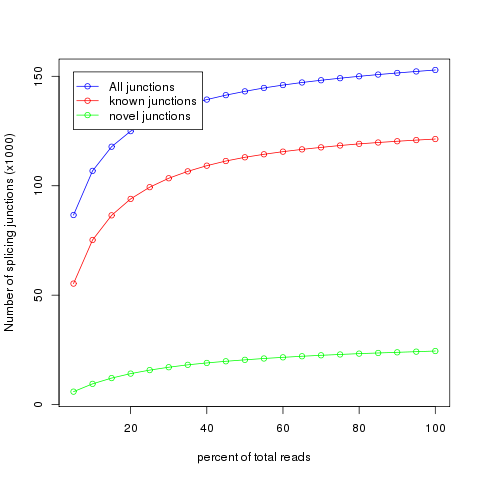 All junctions
known junctions
novel junctions
Number of splicing junctions (x1000)
150
100
50
0
20 40 60 80 100
percent of total reads